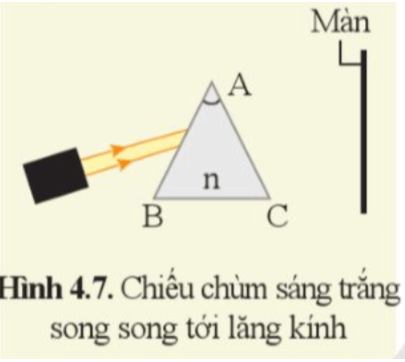 Màn
A
n
B
C
Hình 4.7. Chiếu chùm sáng trắng
song song tới lăng kính